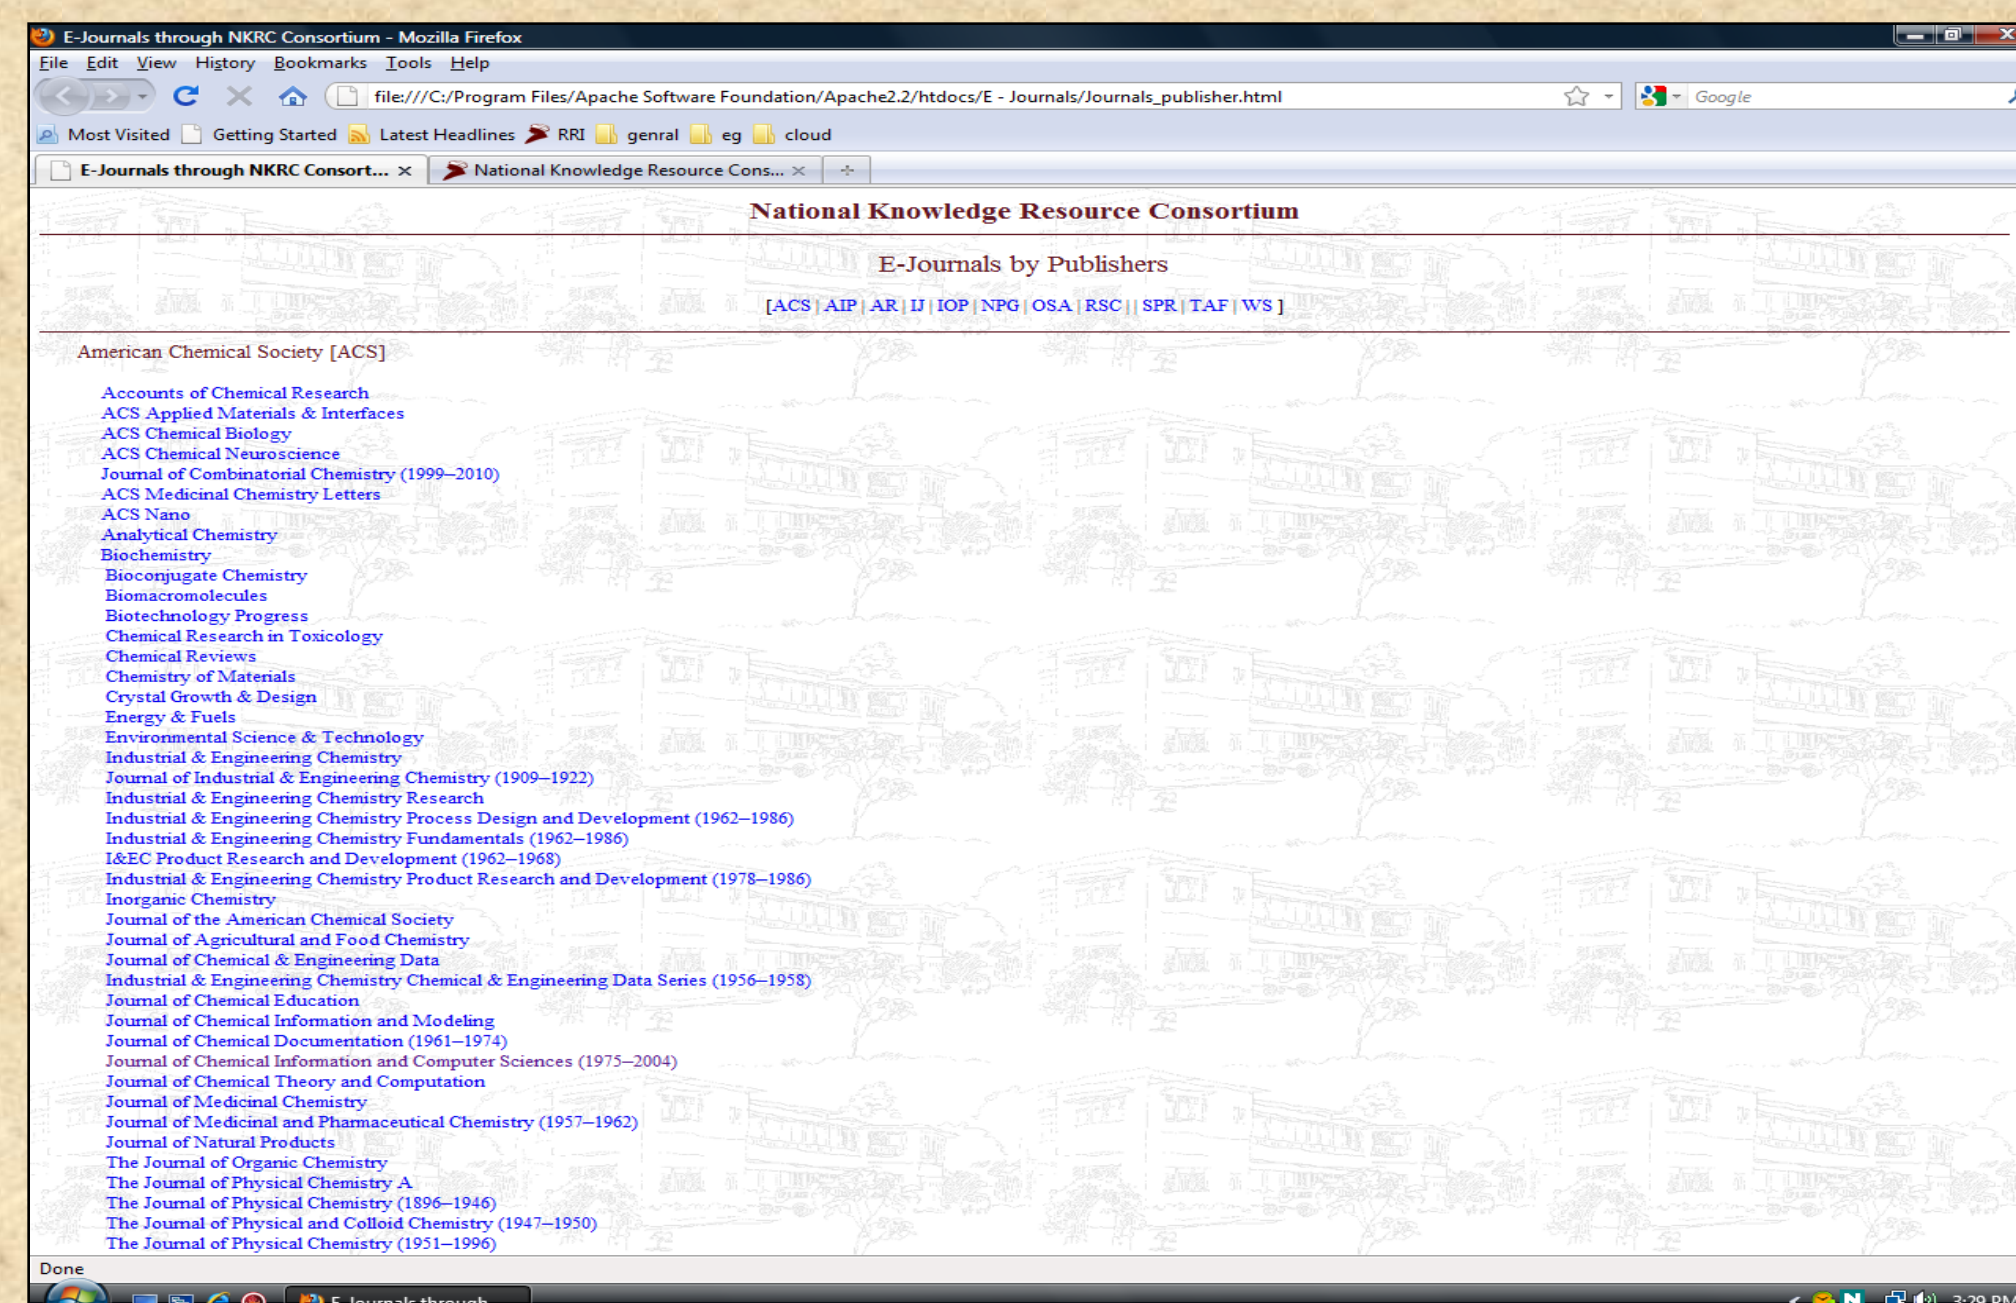 E-Journals through NKRC Consortium - Mozilla Firefox
File Edit View History Bookmarks Tools Help
file:///C:/Program Files/Apache Software Foundation/Apache2.2/htdocs/E - Journals/Journals_publisher.html
Google
Most Visited Getting Started Latest Headlines RRI genral eg cloud
E-Journals through NKRC Consort... National Knowledge Resource Cons...
National Knowledge Resource Consortium
E-Journals by Publishers
[ACS | AIP | AR | IJ | IOP | NPG | OSA | RSC | | SPR | TAF | WS ]
American Chemical Society [ACS]
Accounts of Chemical Research
ACS Applied Materials & Interfaces
ACS Chemical Biology
ACS Chemical Neuroscience
Journal of Combinatorial Chemistry (1999–2010)
ACS Medicinal Chemistry Letters
ACS Nano
Analytical Chemistry
Biochemistry
Bioconjugate Chemistry
Biomacromolecules
Biotechnology Progress
Chemical Research in Toxicology
Chemical Reviews
Chemistry of Materials
Crystal Growth & Design
Energy & Fuels
Environmental Science & Technology
Industrial & Engineering Chemistry
Journal of Industrial & Engineering Chemistry (1909–1922)
Industrial & Engineering Chemistry Research
Industrial & Engineering Chemistry Process Design and Development (1962–1986)
Industrial & Engineering Chemistry Fundamentals (1962–1986)
I&EC Product Research and Development (1962–1968)
Industrial & Engineering Chemistry Product Research and Development (1978–1986)
Inorganic Chemistry
Journal of the American Chemical Society
Journal of Agricultural and Food Chemistry
Journal of Chemical & Engineering Data
Industrial & Engineering Chemistry Chemical & Engineering Data Series (1956–1958)
Journal of Chemical Education
Journal of Chemical Information and Modeling
Journal of Chemical Documentation (1961–1974)
Journal of Chemical Information and Computer Sciences (1975–2004)
Journal of Chemical Theory and Computation
Journal of Medicinal Chemistry
Journal of Medicinal and Pharmaceutical Chemistry (1957–1962)
Journal of Natural Products
The Journal of Organic Chemistry
The Journal of Physical Chemistry A
The Journal of Physical Chemistry (1896–1946)
The Journal of Physical and Colloid Chemistry (1947–1950)
The Journal of Physical Chemistry (1951–1996)
Done
E-Journals through ... 3:29 PM